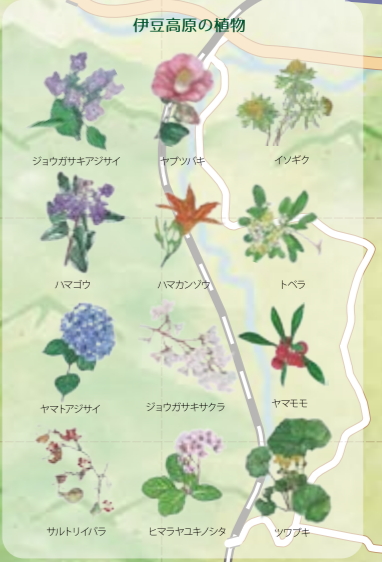 伊豆高原の植物
ジョウガサキアジサイ
ヤブツバキ
イソギク
ハマゴウ
ハマカンゾウ
トベラ
ヤマトアジサイ
ジョウガサキサクラ
ヤマモモ
サルトリイバラ
ヒマラヤユキノシタ
ツワブキ